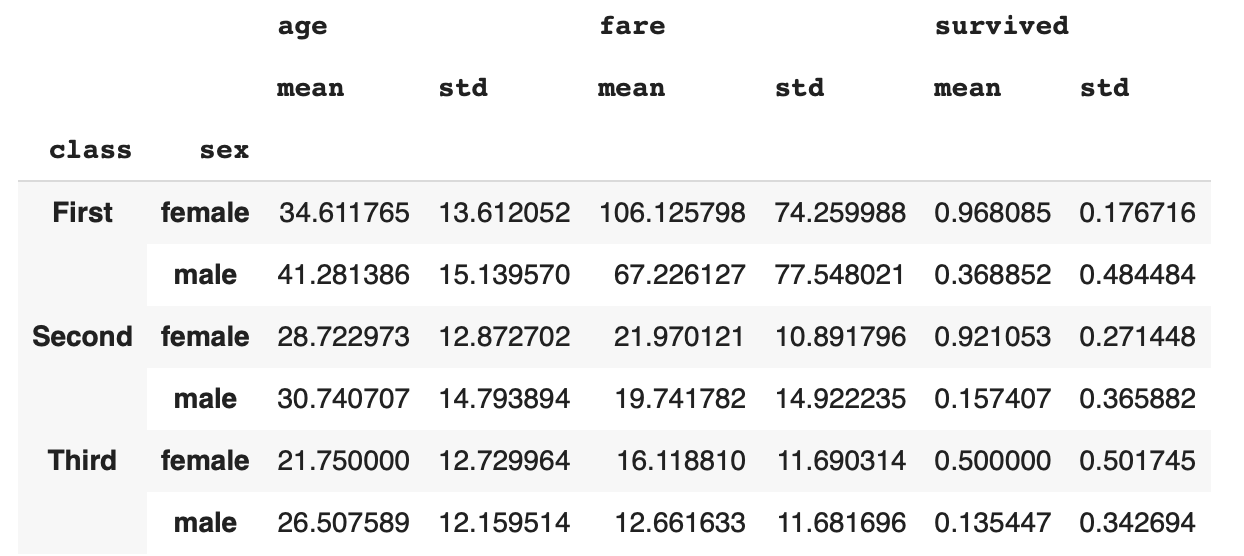 age fare survived
mean std mean std mean std
class sex
First female 34.611765 13.612052 106.125798 74.259988 0.968085 0.176716
male 41.281386 15.139570 67.226127 77.548021 0.368852 0.484484
Second female 28.722973 12.872702 21.970121 10.891796 0.921053 0.271448
male 30.740707 14.793894 19.741782 14.922235 0.157407 0.365882
Third female 21.750000 12.729964 16.118810 11.690314 0.500000 0.501745
male 26.507589 12.159514 12.661633 11.681696 0.135447 0.342694